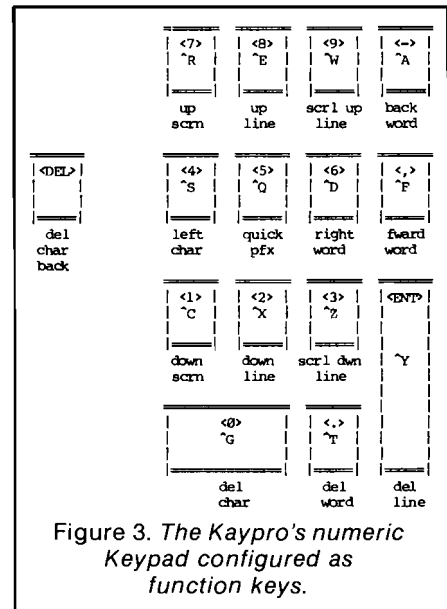 <7> <8> <9> <->
^R ^E ^W ^A
up up scrl up back
scrn line line word
<DEL> <4> <5> <6> <,>
^S ^Q ^D ^F
del left quick right fward
char char pfx word word
back
<1> <2> <3> <ENT>
^C ^X ^Z
down down scrl dwn
scrn line line
^Y
<0> <.>
^G ^T
del del del
char word line
Figure 3. The Kaypro's numeric
Keypad configured as
function keys.